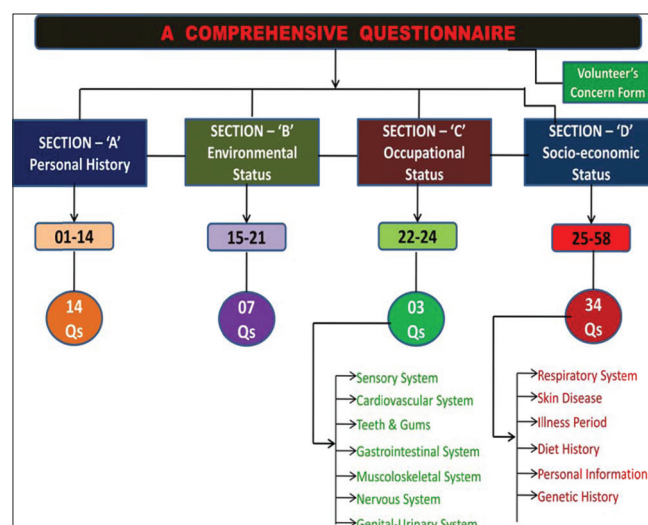 A COMPREHENSIVE QUESTIONNAIRE
Volunteer's
Concern Form
SECTION – 'A'
Personal History
SECTION – 'B'
Environmental
Status
SECTION – 'C'
Occupational
Status
SECTION – 'D'
Socio-economic
Status
01-14
15-21
22-24
25-58
14
Qs
07
Qs
03
Qs
34
Qs
Sensory System
Cardiovascular System
Teeth & Gums
Gastrointestinal System
Muscoloskeletal System
Nervous System
Genital-Urinary System
Respiratory System
Skin Disease
Illness Period
Diet History
Personal Information
Genetic History